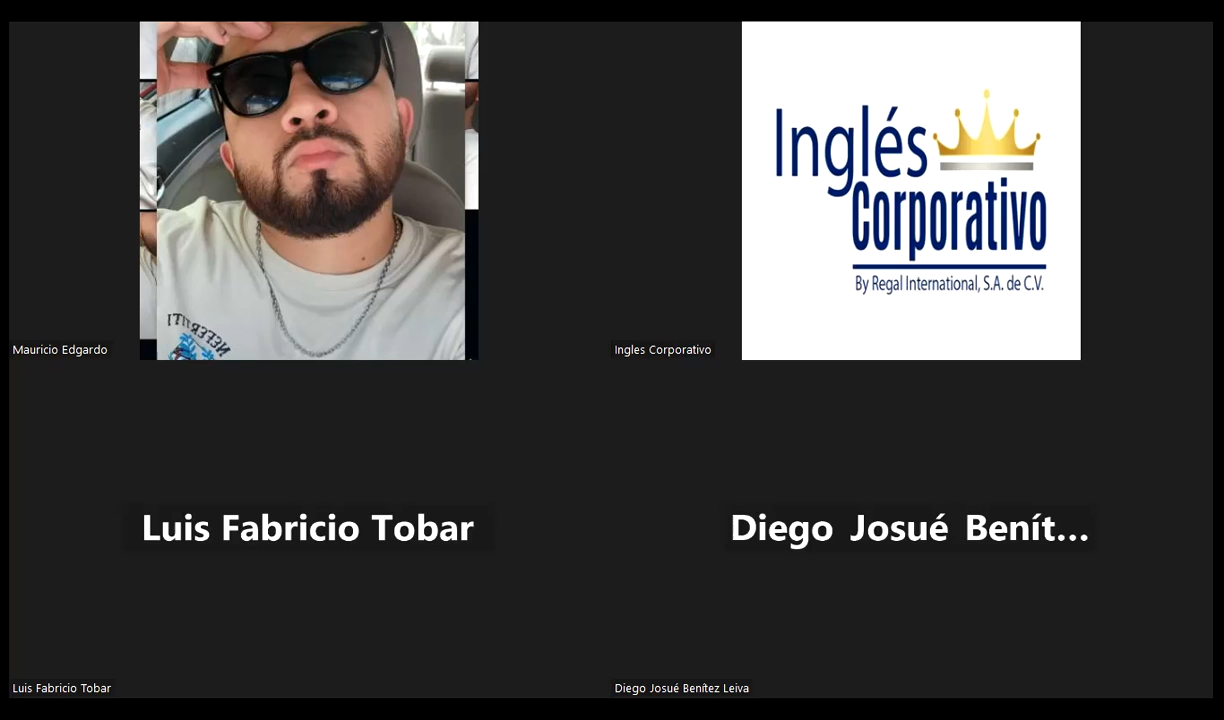 Inglés
Corporativo
By Regal International, S.A. de C.V.
NEFERTITI
Mauricio Edgardo
Ingles Corporativo
Luis Fabricio Tobar
Diego Josué Benít...
Luis Fabricio Tobar
Diego Josué Benítez Leiva